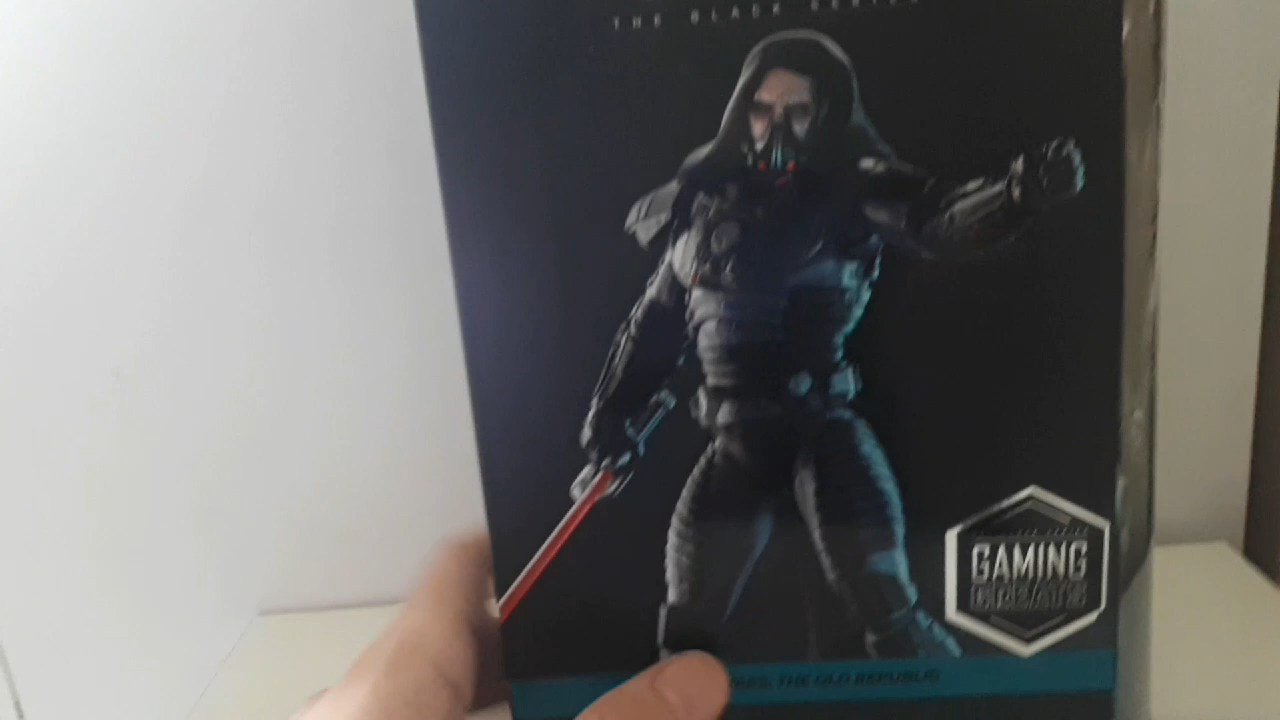 THE BLACK SERIES
GAMING
GREATS
THE OLD REPUBLIC